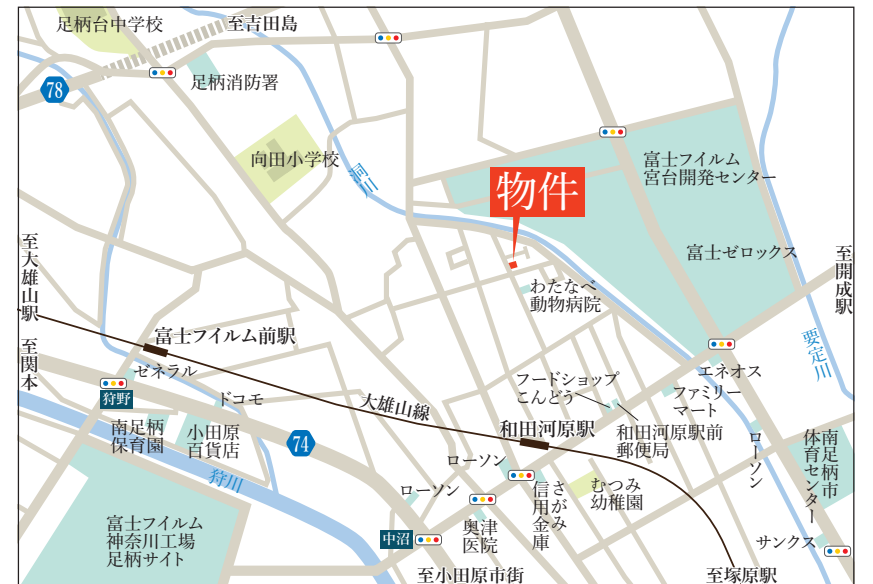 足柄台中学校
至吉田島
78
足柄消防署
向田小学校
洞川
富士フイルム
宮台開発センター
物件
富士ゼロックス
至開成駅
至大雄山駅
わたなべ
動物病院
要定川
富士フイルム前駅
至関本
ゼネラル
狩野
ドコモ
大雄山線
フードショップ
こんどう
エネオス
ファミリー
マート
和田河原駅
和田河原駅前
郵便局
南足柄
保育園
小田原
百貨店
74
ローソン
南足柄市
体育センター
ローソン
狩川
ローソン
さがみ
信用金庫
むつみ
幼稚園
富士フイルム
神奈川工場
足柄サイト
中沼
奥津
医院
サンクス
至小田原市街
至塚原駅